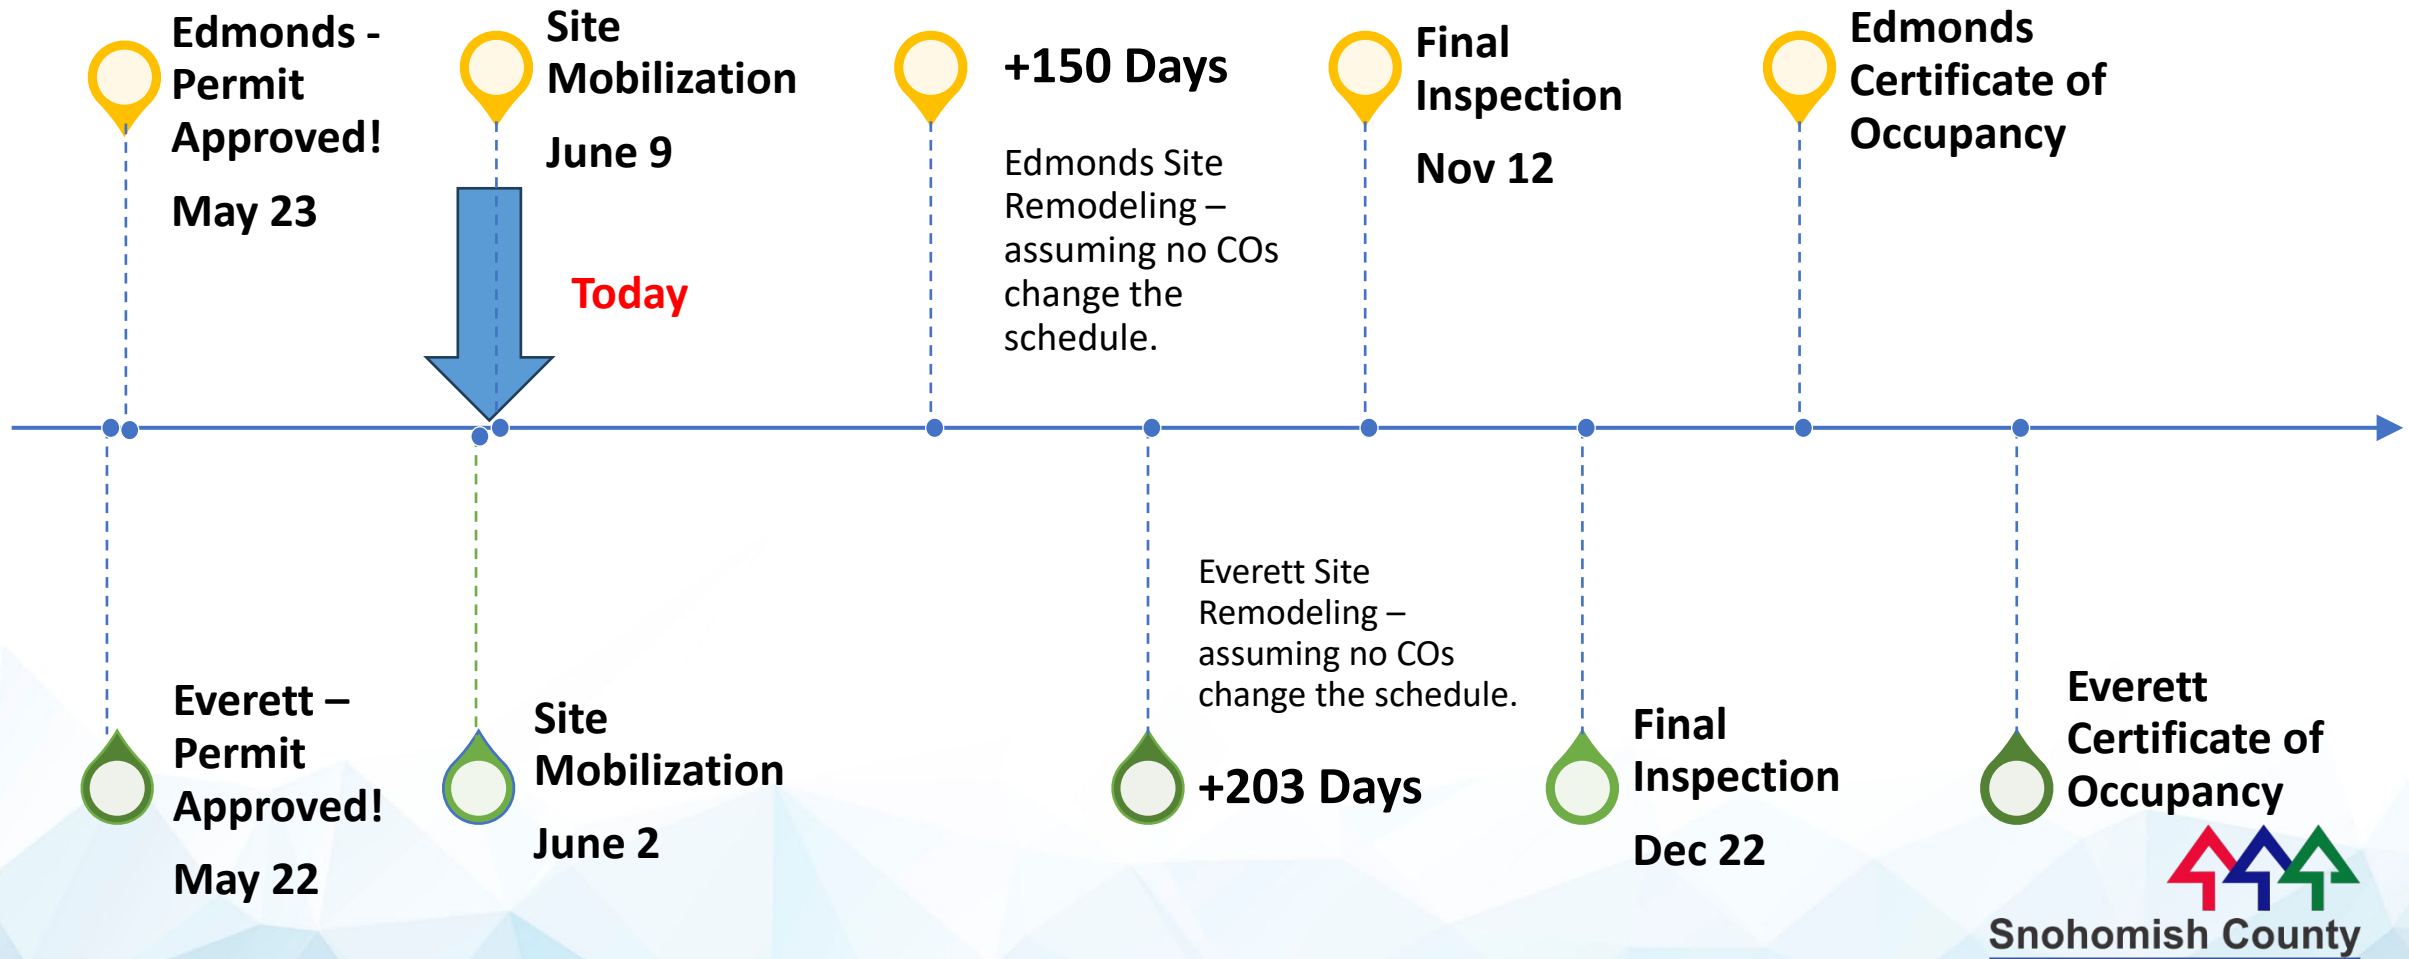 Edmonds -
Permit
Approved!
May 23
Site
Mobilization
June 9
Today
+150 Days
Edmonds Site
Remodeling –
assuming no COs
change the
schedule.
Final
Inspection
Nov 12
Edmonds
Certificate of
Occupancy
Everett –
Permit
Approved!
May 22
Site
Mobilization
June 2
Everett Site
Remodeling –
assuming no COs
change the schedule.
+203 Days
Final
Inspection
Dec 22
Everett
Certificate of
Occupancy
Snohomish County